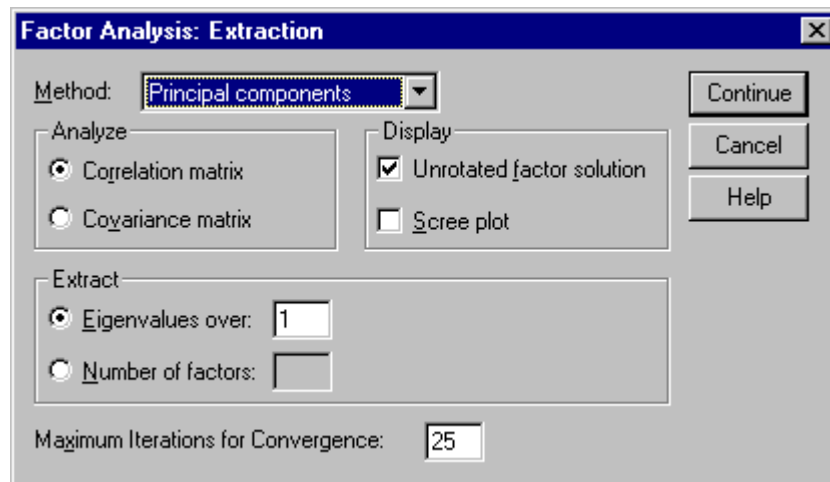 Factor Analysis: Extraction
Method: Principal components
Continue
Cancel
Help
Analyze
Correlation matrix
Covariance matrix
Display
Unrotated factor solution
Scree plot
Extract
Eigenvalues over: 1
Number of factors:
Maximum Iterations for Convergence: 25